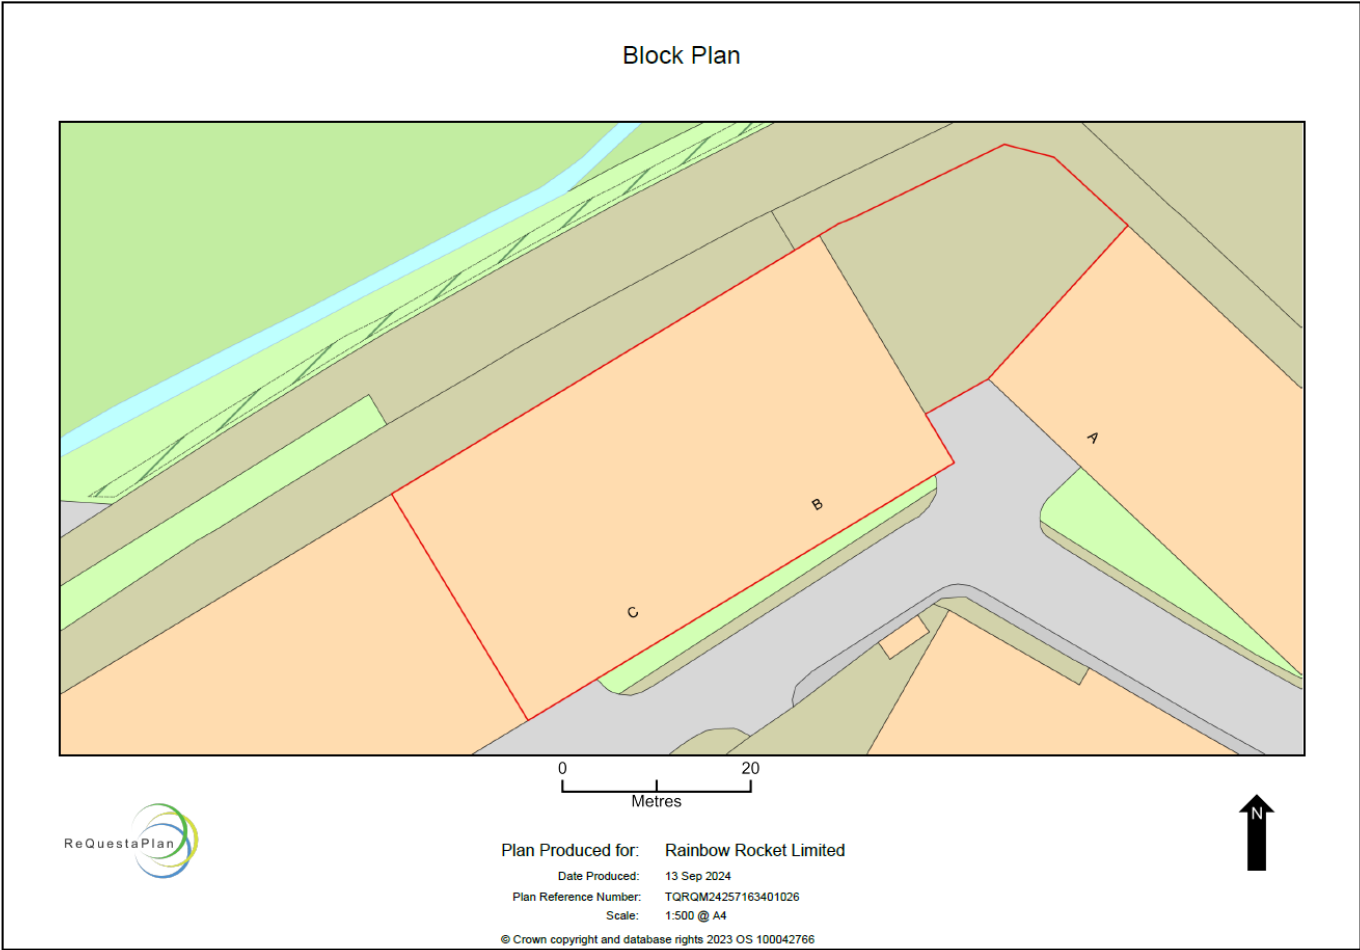 Block Plan
A
B
C
0 20
Metres
N
ReQuestaPlan
Plan Produced for: Rainbow Rocket Limited
Date Produced: 13 Sep 2024
Plan Reference Number: TQRQM24257163401026
Scale: 1:500 @ A4
© Crown copyright and database rights 2023 OS 100042766